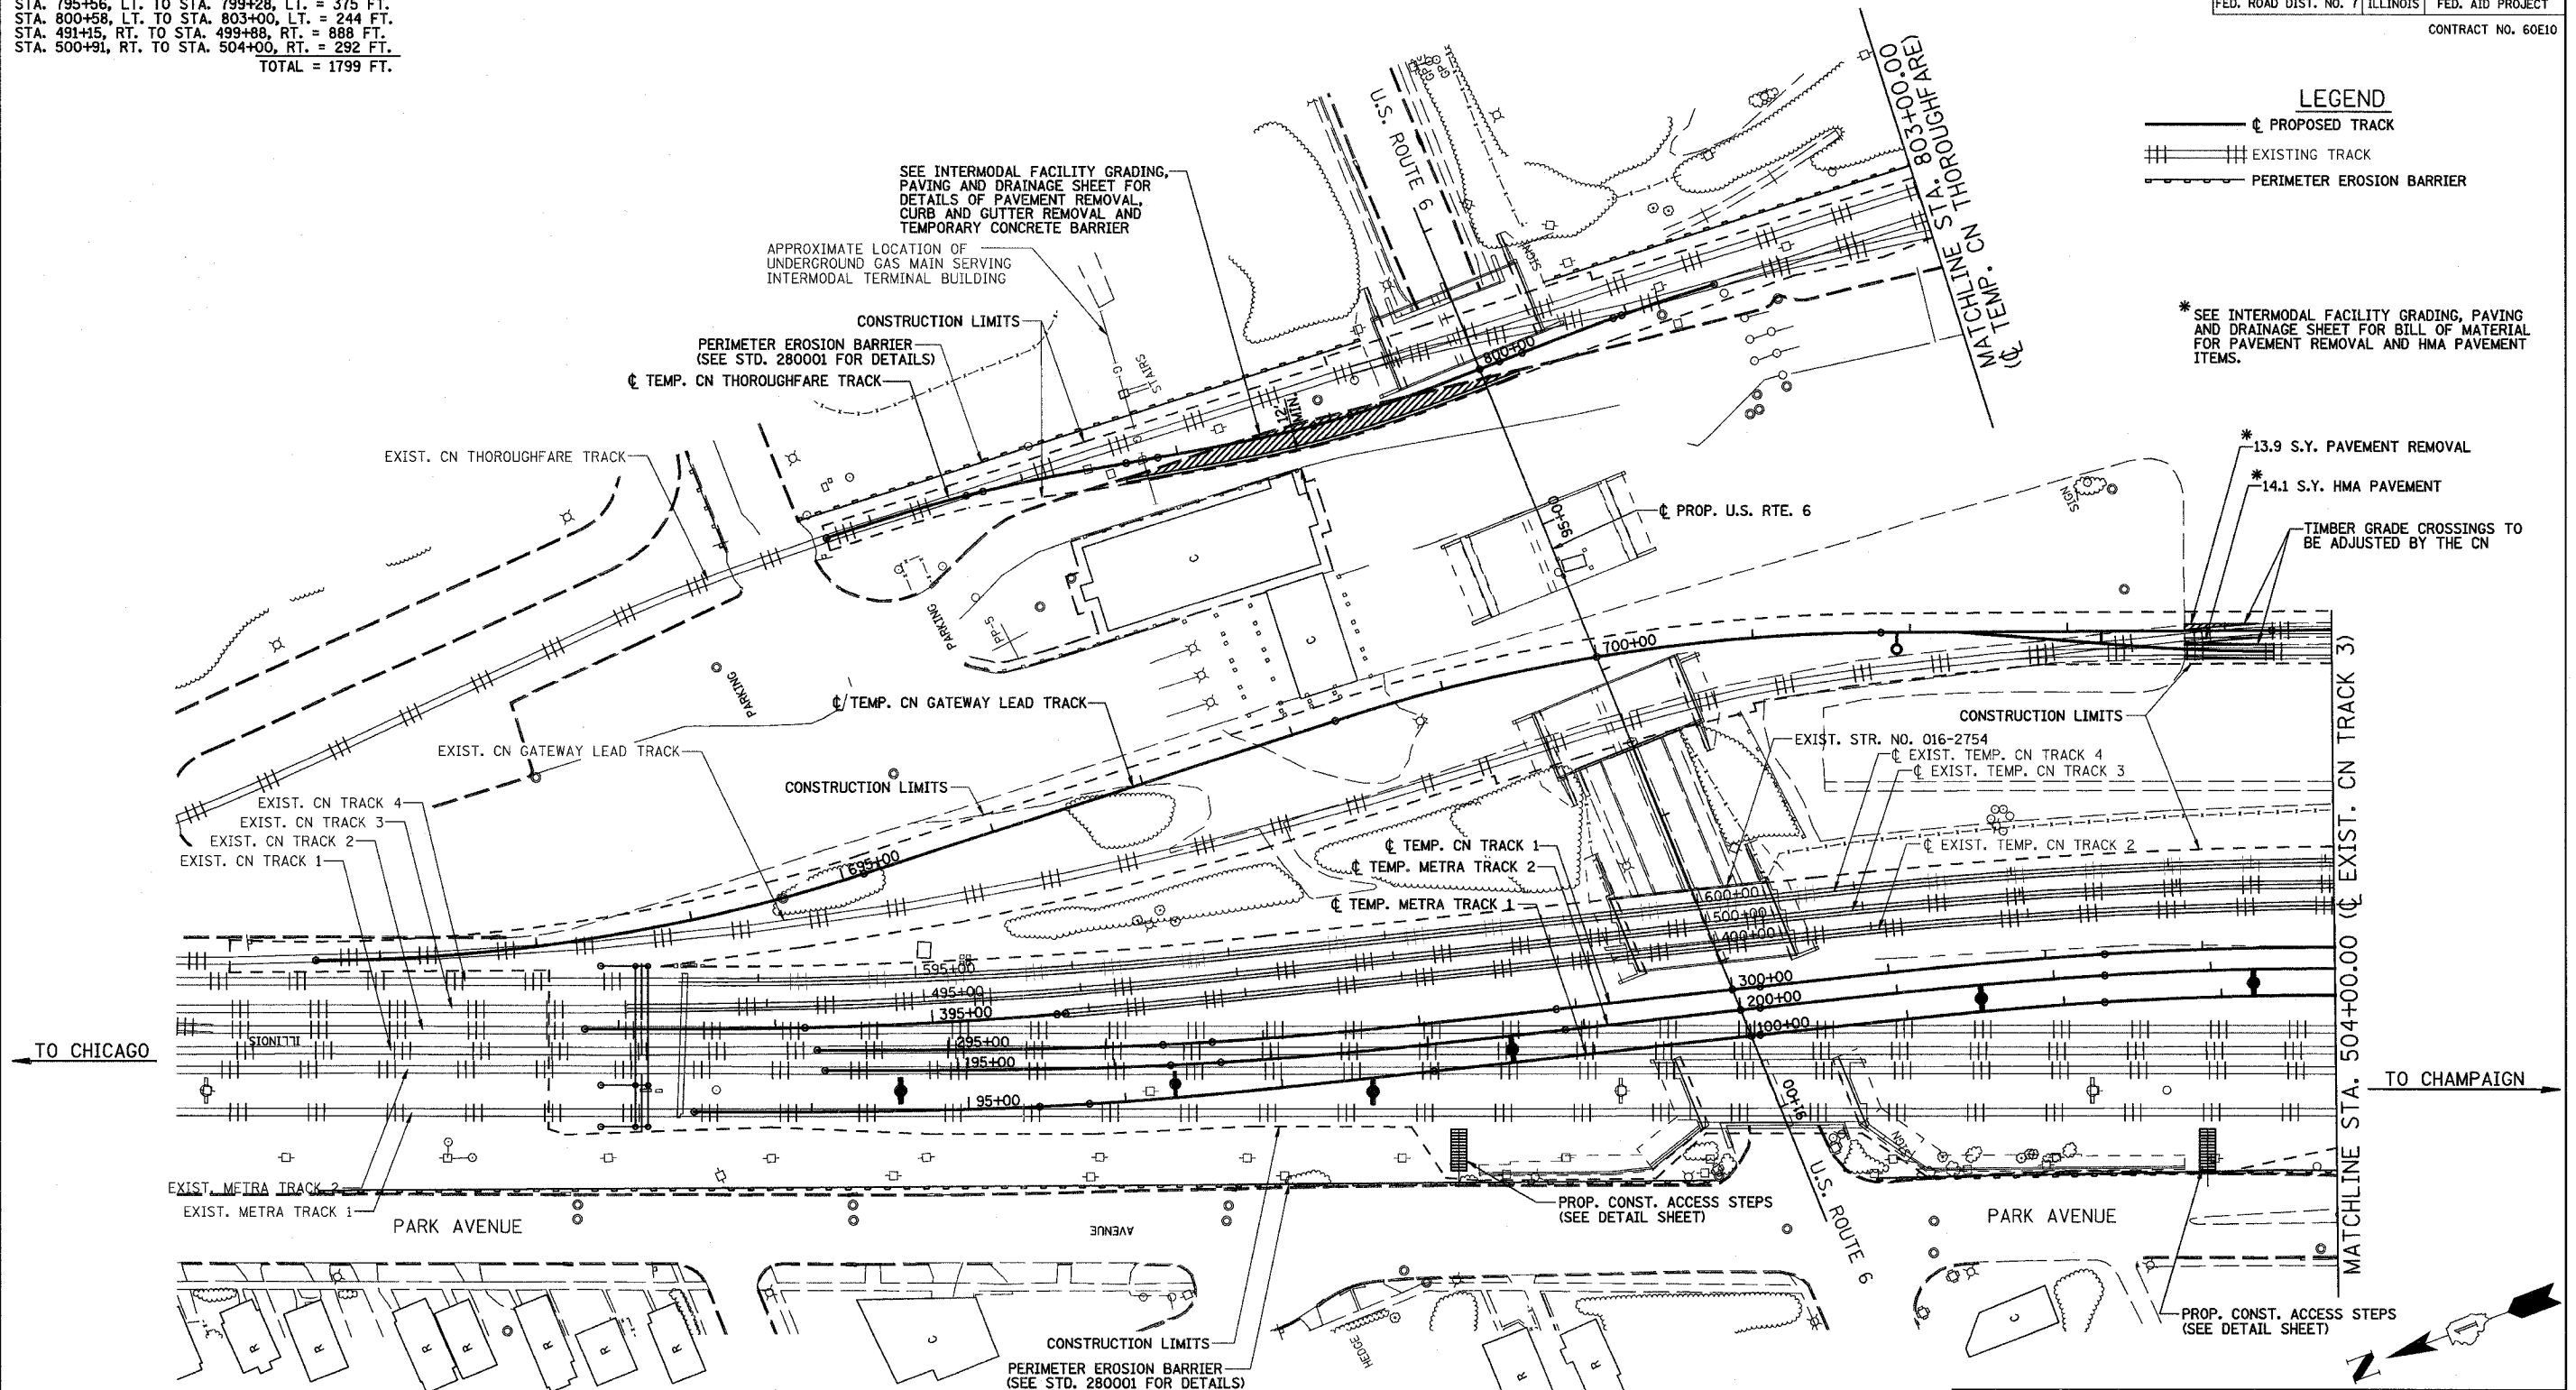 STA. 795+56, LT. TO STA. 799+28, LT. = 375 FT.
STA. 800+58, LT. TO STA. 803+00, LT. = 244 FT.
STA. 491+15, RT. TO STA. 499+88, RT. = 888 FT.
STA. 500+91, RT. TO STA. 504+00, RT. = 292 FT.
TOTAL = 1799 FT.
FED. ROAD DIST. NO. 7 ILLINOIS FED. AID PROJECT
CONTRACT NO. 60E10
LEGEND
℄ PROPOSED TRACK
EXISTING TRACK
PERIMETER EROSION BARRIER
MATCHLINE STA. 803+00.00
(℄ TEMP. CN THOROUGHFARE)
U.S. ROUTE 6
SIGN
SEE INTERMODAL FACILITY GRADING,
PAVING AND DRAINAGE SHEET FOR
DETAILS OF PAVEMENT REMOVAL,
CURB AND GUTTER REMOVAL AND
TEMPORARY CONCRETE BARRIER
APPROXIMATE LOCATION OF
UNDERGROUND GAS MAIN SERVING
INTERMODAL TERMINAL BUILDING
CONSTRUCTION LIMITS
PERIMETER EROSION BARRIER
(SEE STD. 280001 FOR DETAILS)
℄ TEMP. CN THOROUGHFARE TRACK
STAIRS
G
800+00
12'
MIN.
* SEE INTERMODAL FACILITY GRADING, PAVING
AND DRAINAGE SHEET FOR BILL OF MATERIAL
FOR PAVEMENT REMOVAL AND HMA PAVEMENT
ITEMS.
EXIST. CN THOROUGHFARE TRACK
* 13.9 S.Y. PAVEMENT REMOVAL
* 14.1 S.Y. HMA PAVEMENT
TIMBER GRADE CROSSINGS TO
BE ADJUSTED BY THE CN
SIGN
95+00
℄ PROP. U.S. RTE. 6
C
C
PARKING
PP-5
PARKING
700+00
℄ TEMP. CN GATEWAY LEAD TRACK
EXIST. CN GATEWAY LEAD TRACK
CONSTRUCTION LIMITS
CONSTRUCTION LIMITS
EXIST. STR. NO. 016-2754
℄ EXIST. TEMP. CN TRACK 4
℄ EXIST. TEMP. CN TRACK 3
℄ EXIST. TEMP. CN TRACK 2
EXIST. CN TRACK 4
EXIST. CN TRACK 3
EXIST. CN TRACK 2
EXIST. CN TRACK 1
695+00
℄ TEMP. CN TRACK 1
℄ TEMP. METRA TRACK 2
℄ TEMP. METRA TRACK 1
600+00
500+00
400+00
300+00
200+00
100+00
595+00
495+00
395+00
295+00
195+00
95+00
ILLINOIS
TO CHICAGO
TO CHAMPAIGN
MATCHLINE STA. 504+00.00 (℄ EXIST. CN TRACK 3)
91+00
SIGN
U.S. ROUTE 6
EXIST. METRA TRACK 2
EXIST. METRA TRACK 1
PARK AVENUE
AVENUE
PROP. CONST. ACCESS STEPS
(SEE DETAIL SHEET)
PARK AVENUE
PROP. CONST. ACCESS STEPS
(SEE DETAIL SHEET)
CONSTRUCTION LIMITS
PERIMETER EROSION BARRIER
(SEE STD. 280001 FOR DETAILS)
HEDGE
R
R
R
R
R
R
R
C
R
R
C
N